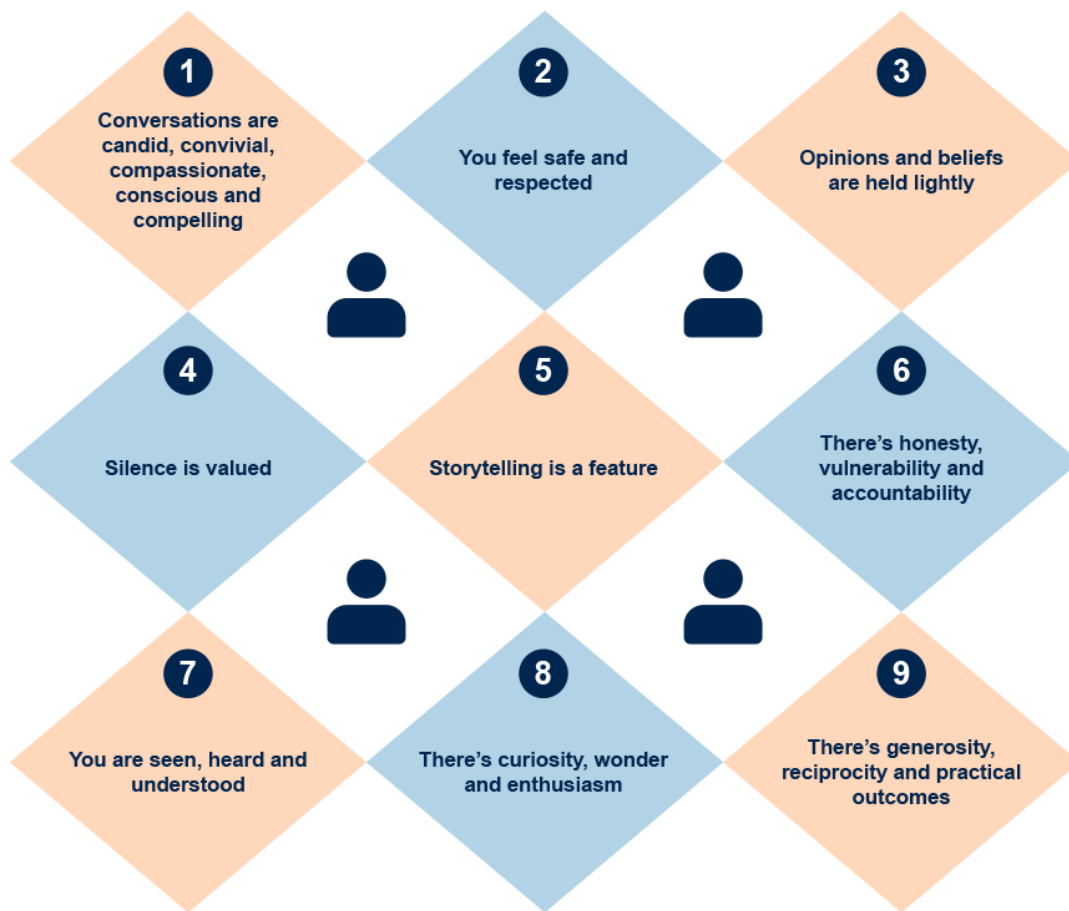 1
Conversations are
candid, convivial,
compassionate,
conscious and
compelling
2
You feel safe and
respected
3
Opinions and beliefs
are held lightly
4
Silence is valued
5
Storytelling is a feature
6
There’s honesty,
vulnerability and
accountability
7
You are seen, heard and
understood
8
There’s curiosity, wonder
and enthusiasm
9
There’s generosity,
reciprocity and practical
outcomes